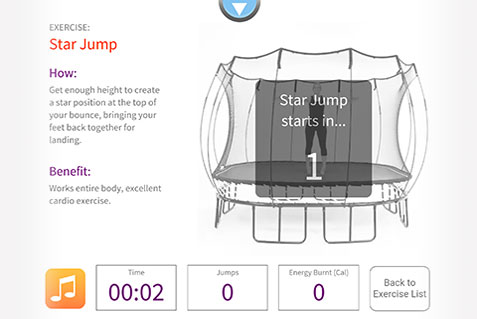 EXERCISE:
Star Jump
How:
Get enough height to create
a star position at the top of
your bounce, bringing your
feet back together for
landing.
Benefit:
Works entire body, excellent
cardio exercise.
Star Jump
starts in...
1
Time
00:02
Jumps
0
Energy Burnt (Cal)
0
Back to
Exercise List